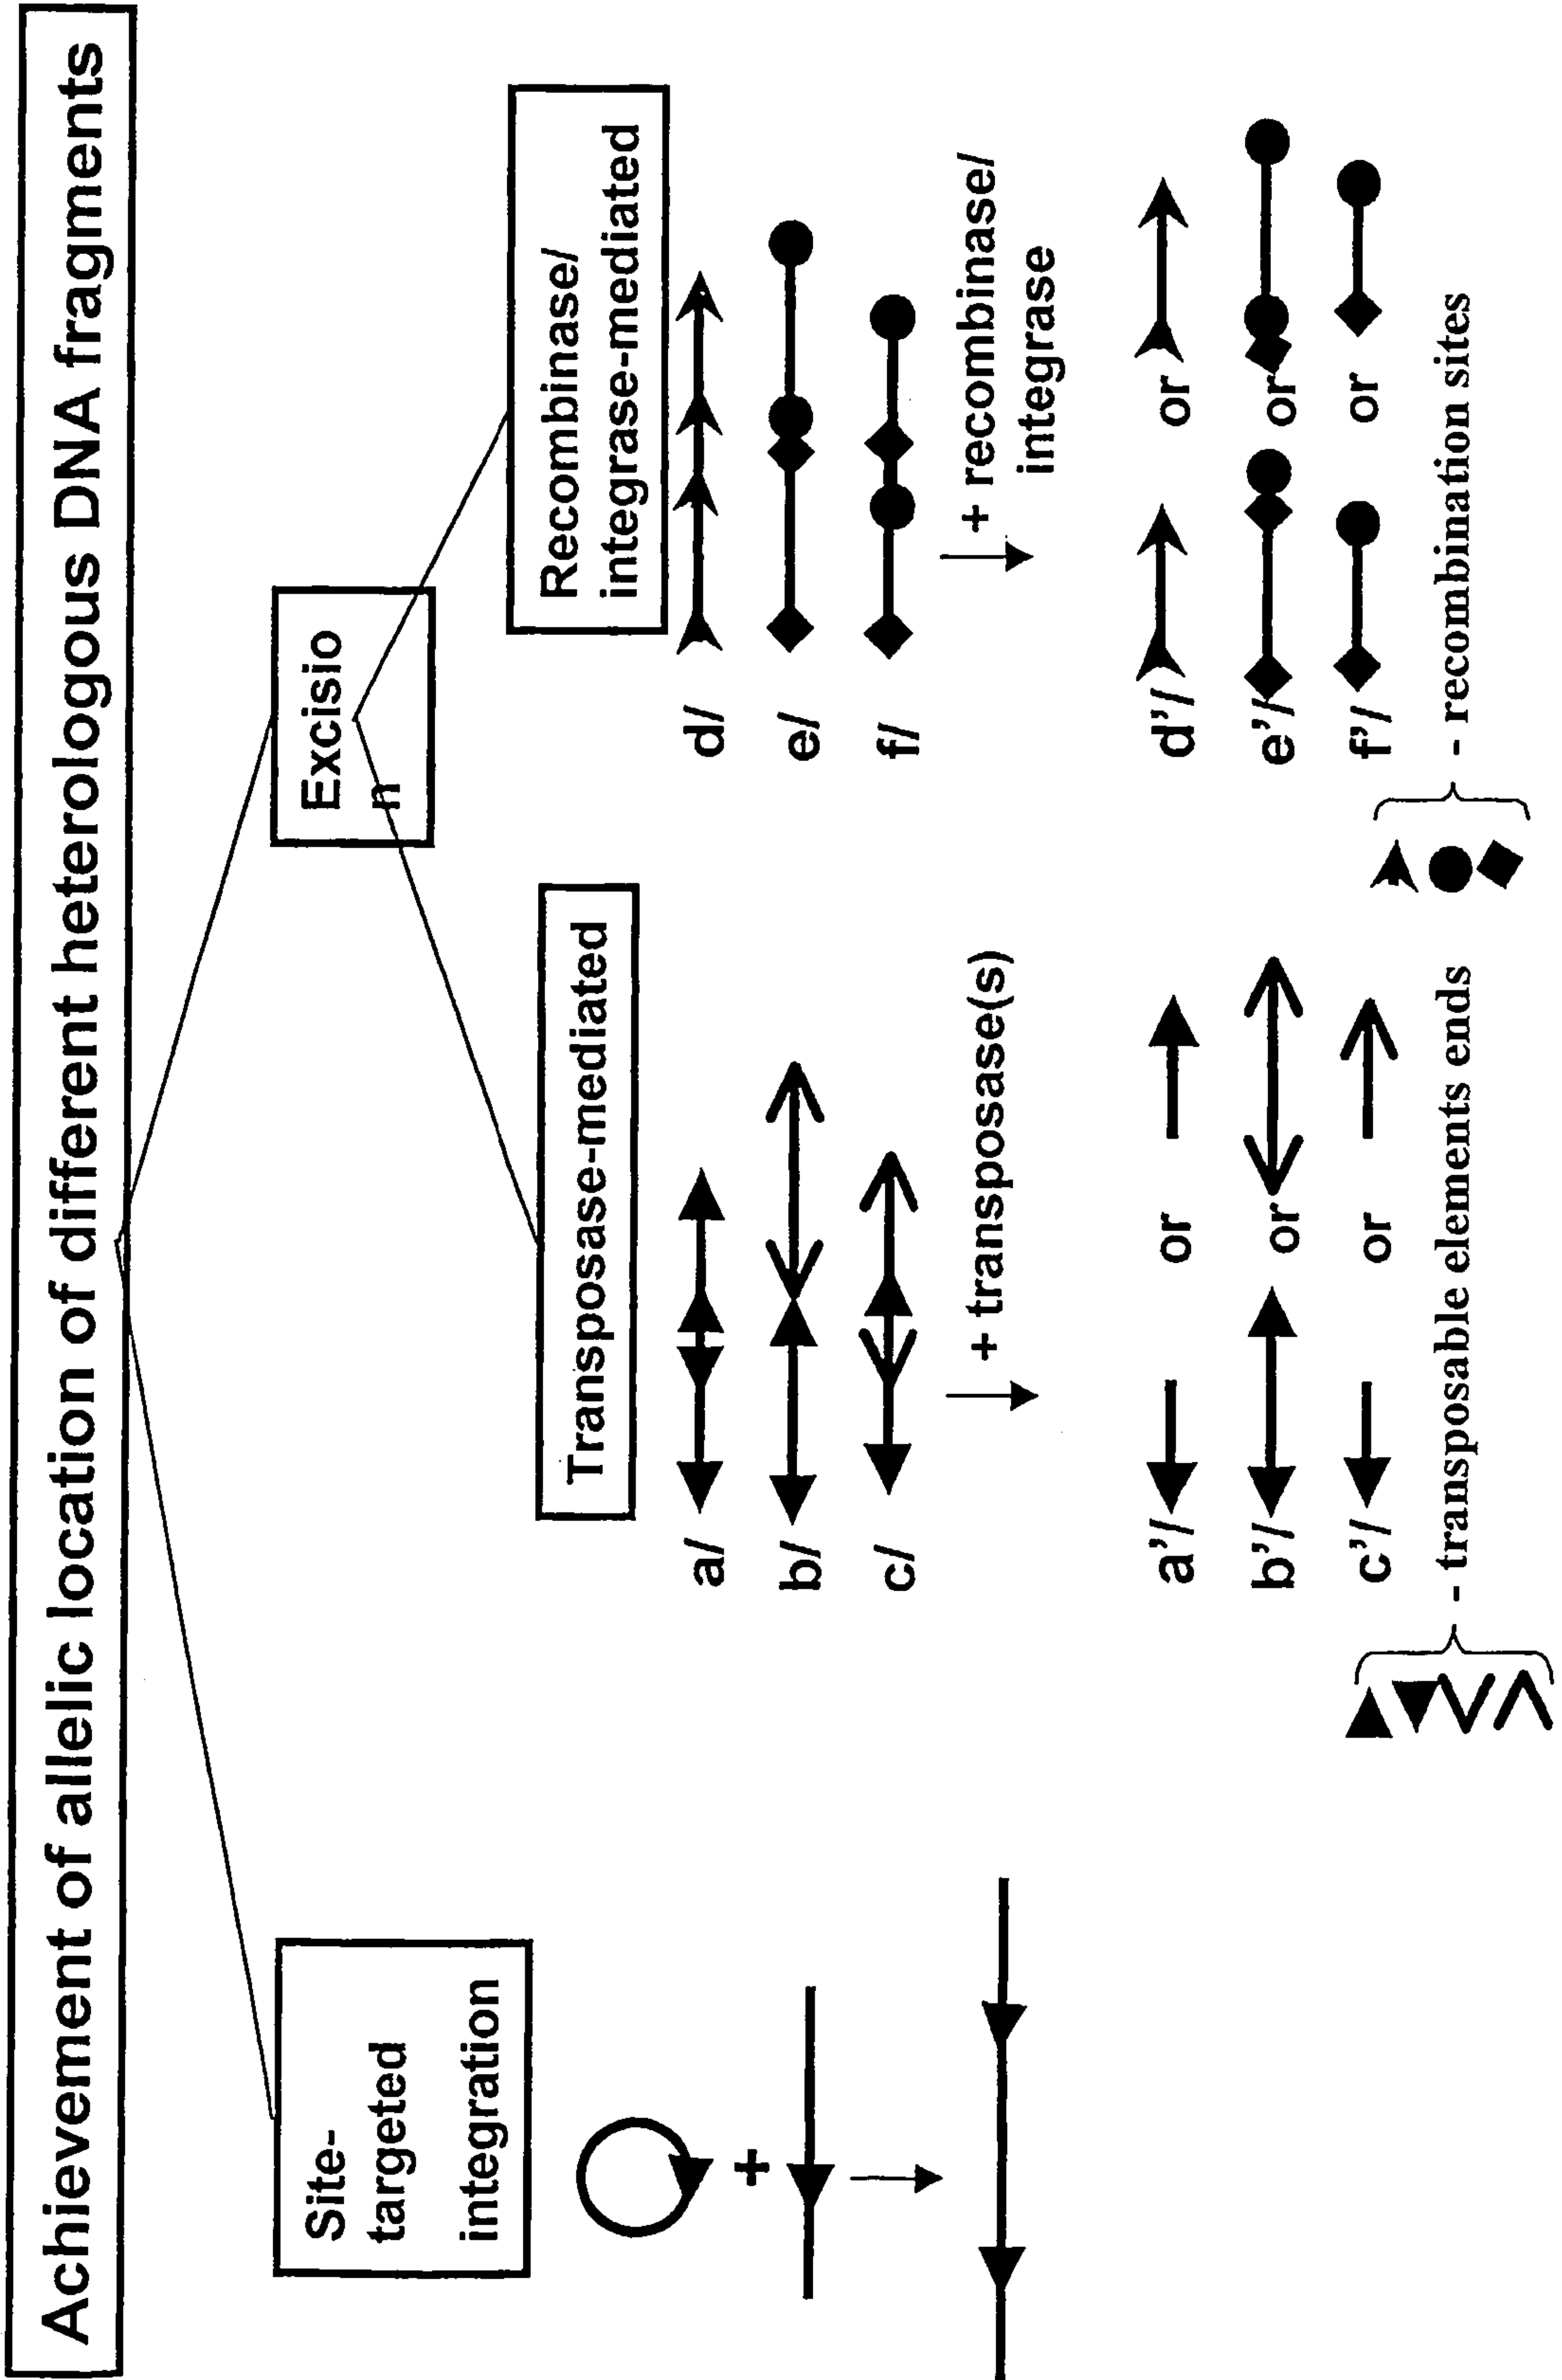 Achievement of allelic location of different heterologous DNA fragments
Site-
targeted
integration
+
Excisio
n
Transposase-mediated
a/
b/
c/
+ transposase(s)
a’/ or
b’/ or
c’/ or
- transposable elements ends
Recombinase/
integrase-mediated
d/
e/
f/
+ recombinase/
integrase
d’/ or
e’/ or
f’/ or
- recombination sites